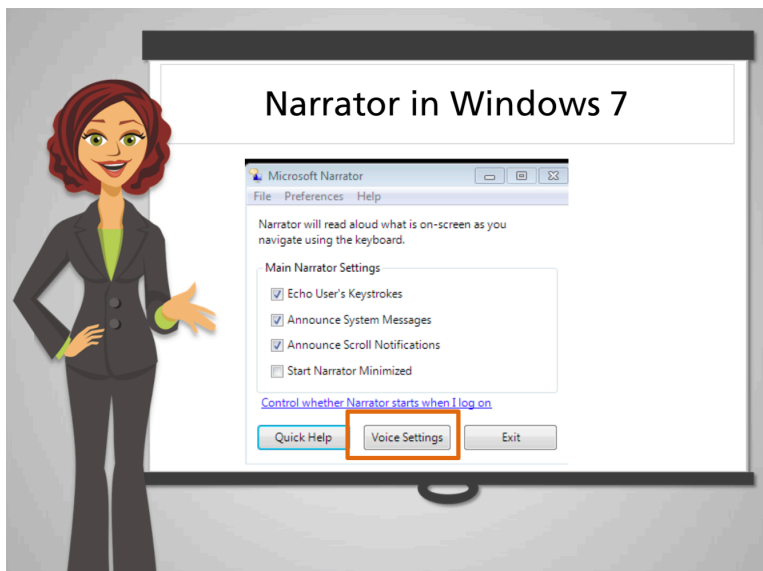 Narrator in Windows 7
Microsoft Narrator
File Preferences Help
Narrator will read aloud what is on-screen as you
navigate using the keyboard.
Main Narrator Settings
Echo User's Keystrokes
Announce System Messages
Announce Scroll Notifications
Start Narrator Minimized
Control whether Narrator starts when I log on
Quick Help Voice Settings Exit